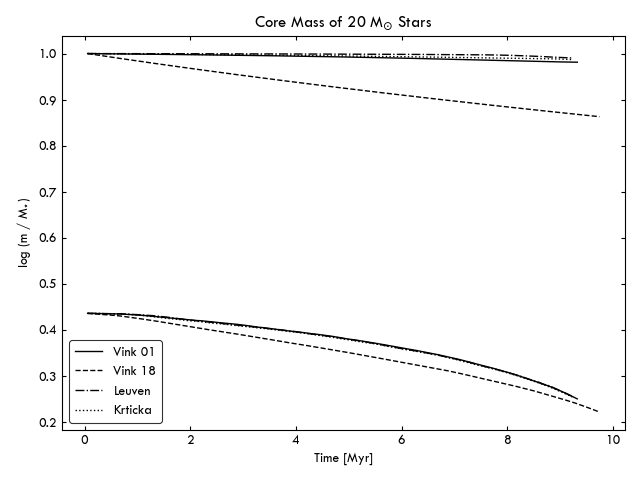 Core Mass of 20 M☉ Stars
log (m / M⋆)
1.0
0.9
0.8
0.7
0.6
0.5
0.4
0.3
0.2
Vink 01
Vink 18
Leuven
Krticka
0 2 4 6 8 10
Time [Myr]